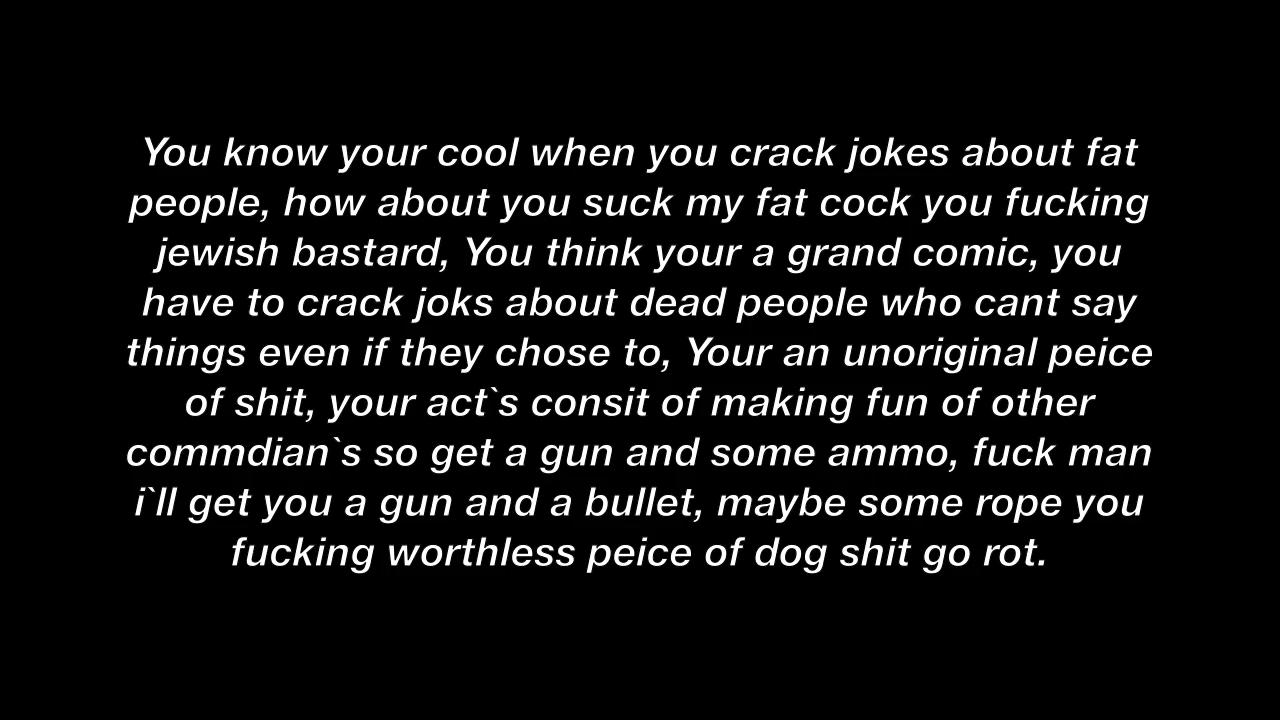 You know your cool when you crack jokes about fat
people, how about you suck my fat cock you fucking
jewish bastard, You think your a grand comic, you
have to crack joks about dead people who cant say
things even if they chose to, Your an unoriginal peice
of shit, your act`s consit of making fun of other
commdian`s so get a gun and some ammo, fuck man
i`ll get you a gun and a bullet, maybe some rope you
fucking worthless peice of dog shit go rot.